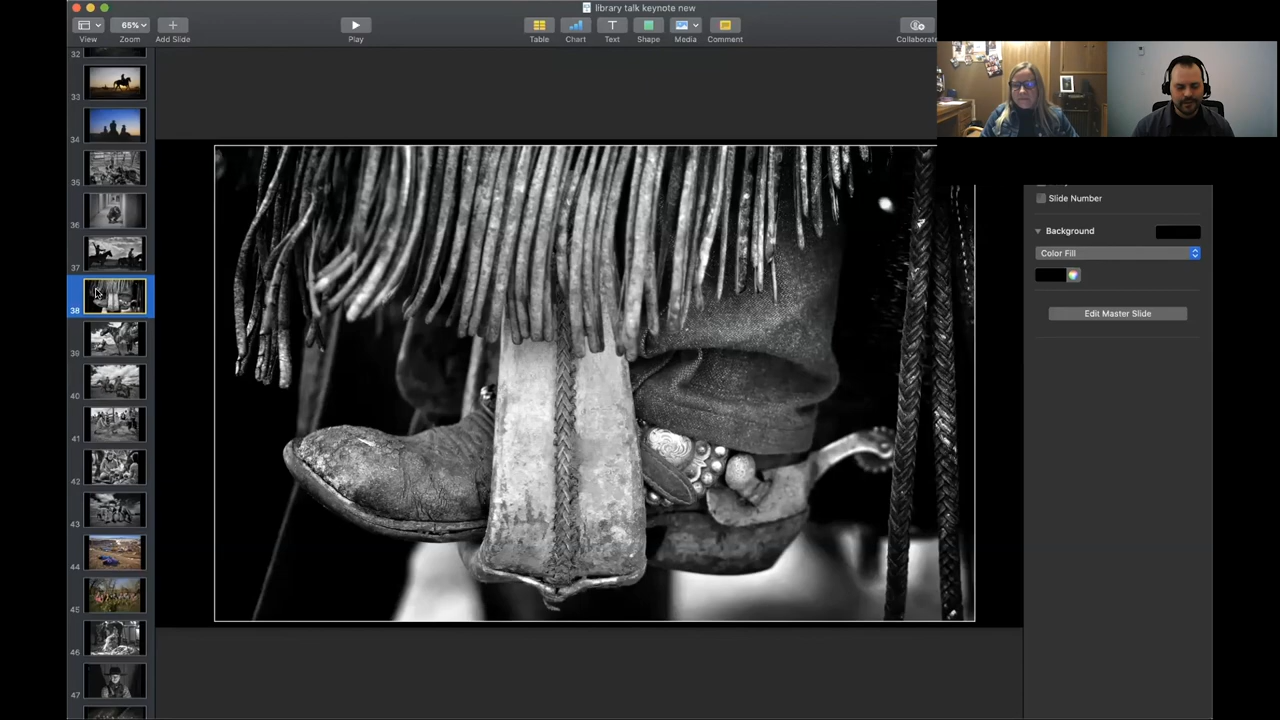 library talk keynote new
65%
View Zoom Add Slide Play Table Chart Text Shape Media Comment Collaborate
32
33
34
35
36
37
38
39
40
41
42
43
44
45
46
47
Slide Number
Background
Color Fill
Edit Master Slide